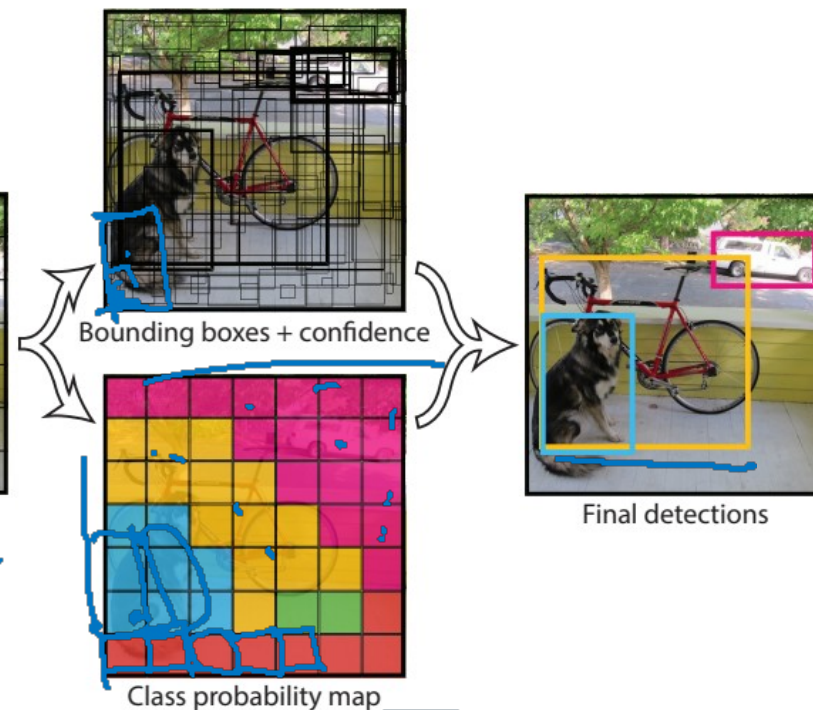 Bounding boxes + confidence
Final detections
Class probability map